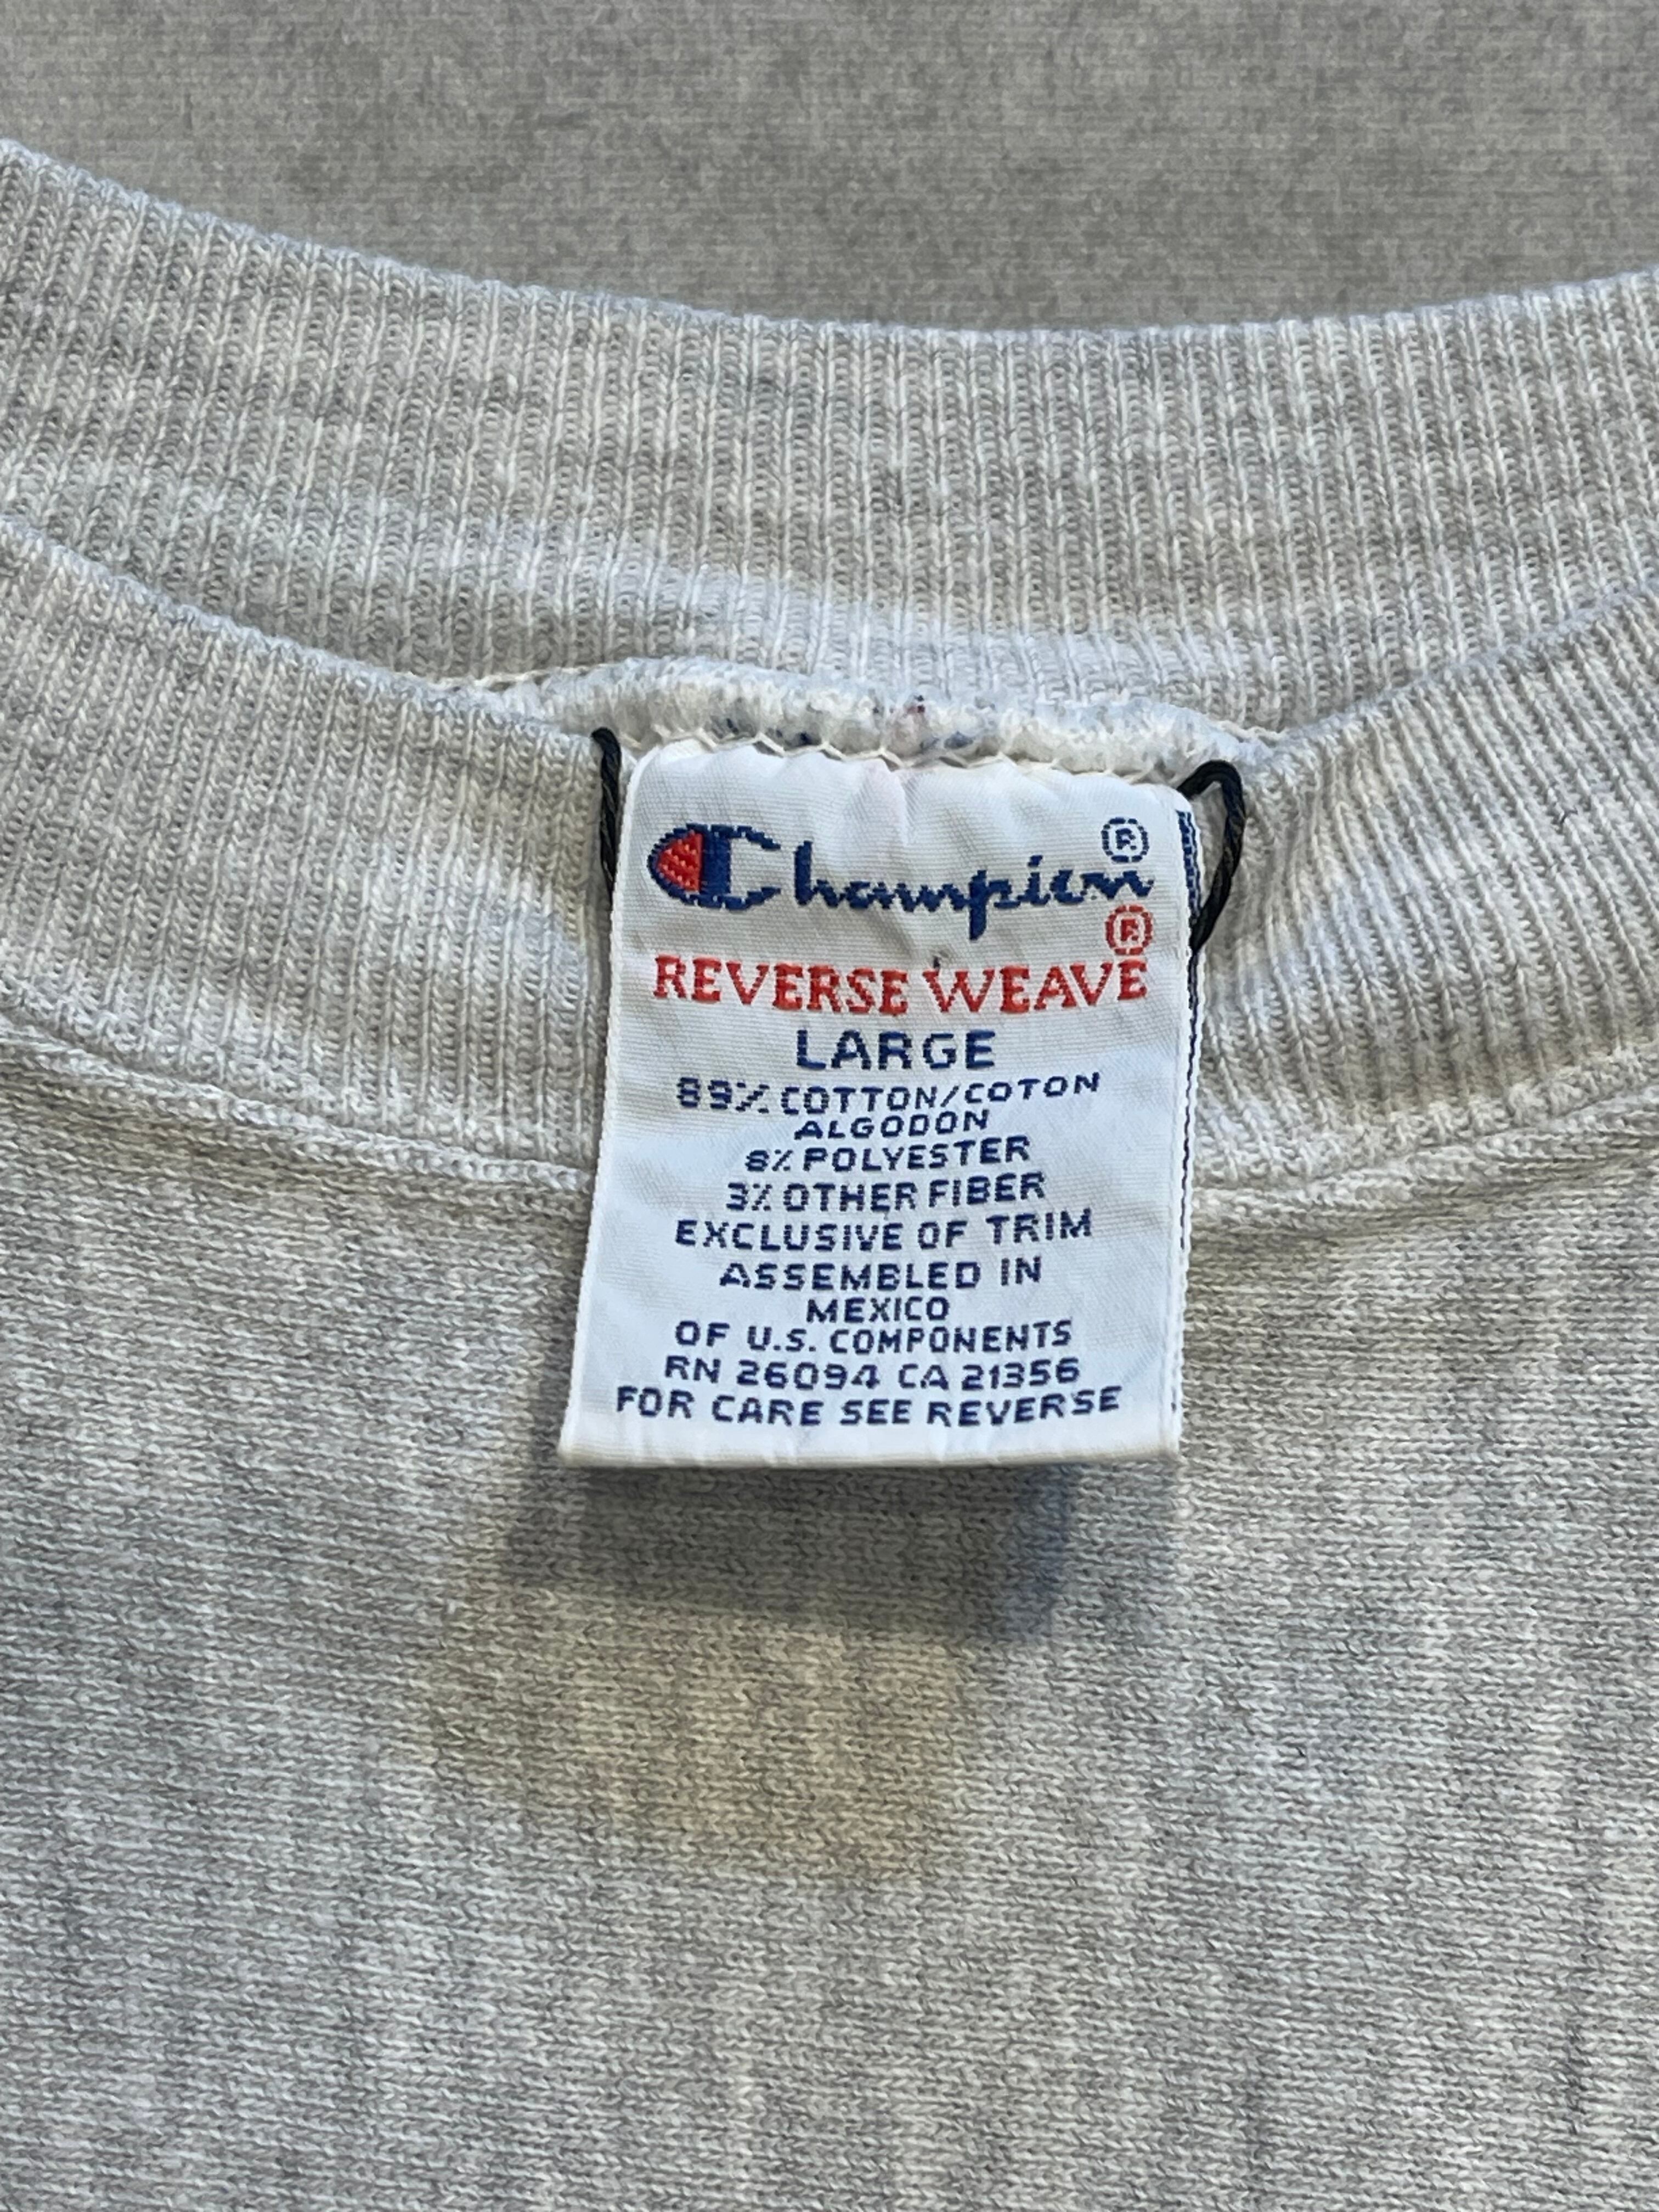 Champion®
®
REVERSE WEAVE
LARGE
89% COTTON/COTON
ALGODON
8% POLYESTER
3% OTHER FIBER
EXCLUSIVE OF TRIM
ASSEMBLED IN
MEXICO
OF U.S. COMPONENTS
RN 26094 CA 21356
FOR CARE SEE REVERSE